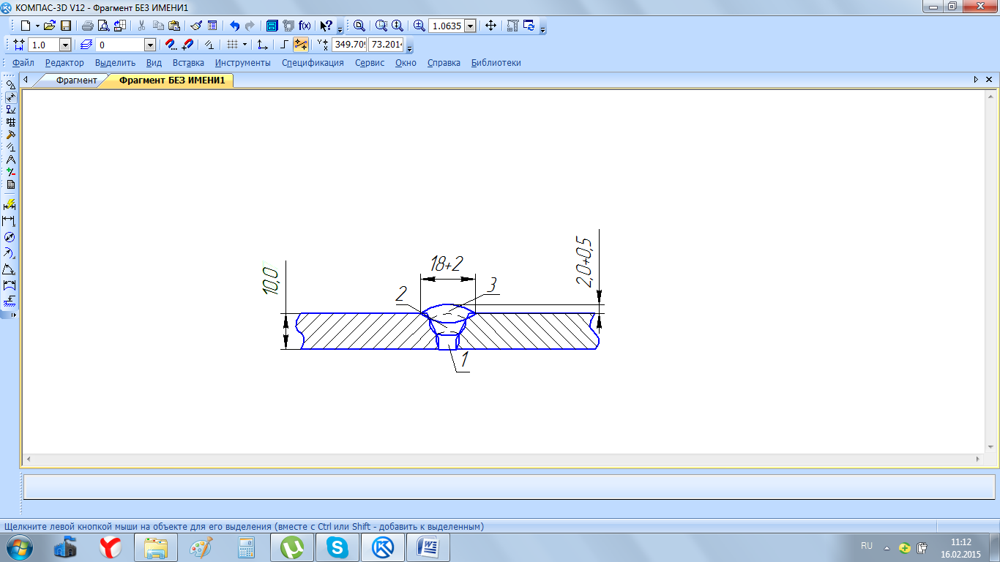 КОМПАС-3D V12 - Фрагмент БЕЗ ИМЕНИ1
f(x)
1.0635
1.0
0
349.709
73.2014
Файл Редактор Выделить Вид Вставка Инструменты Спецификация Сервис Окно Справка Библиотеки
Фрагмент
Фрагмент БЕЗ ИМЕНИ1
18+2
2,0+0,5
10,0
2
3
1
Щелкните левой кнопкой мыши на объекте для его выделения (вместе с Ctrl или Shift - добавить к выделенным)
RU
11:12
16.02.2015